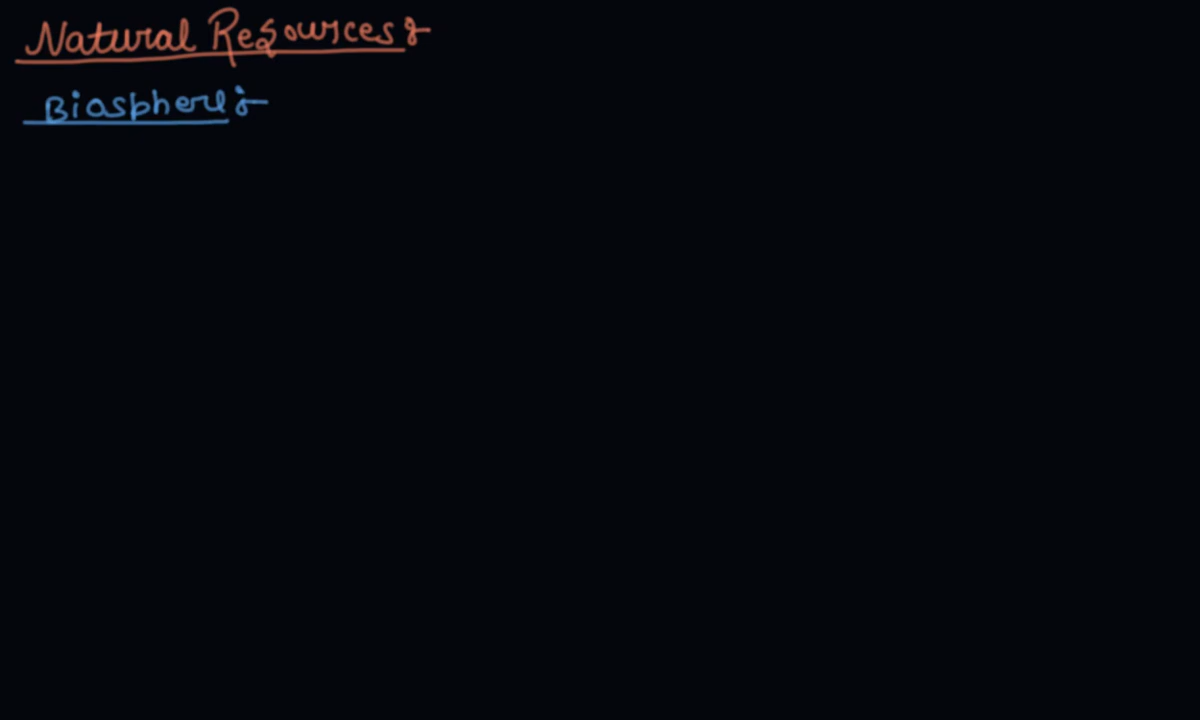 Natural Resources :-
Biosphere :-